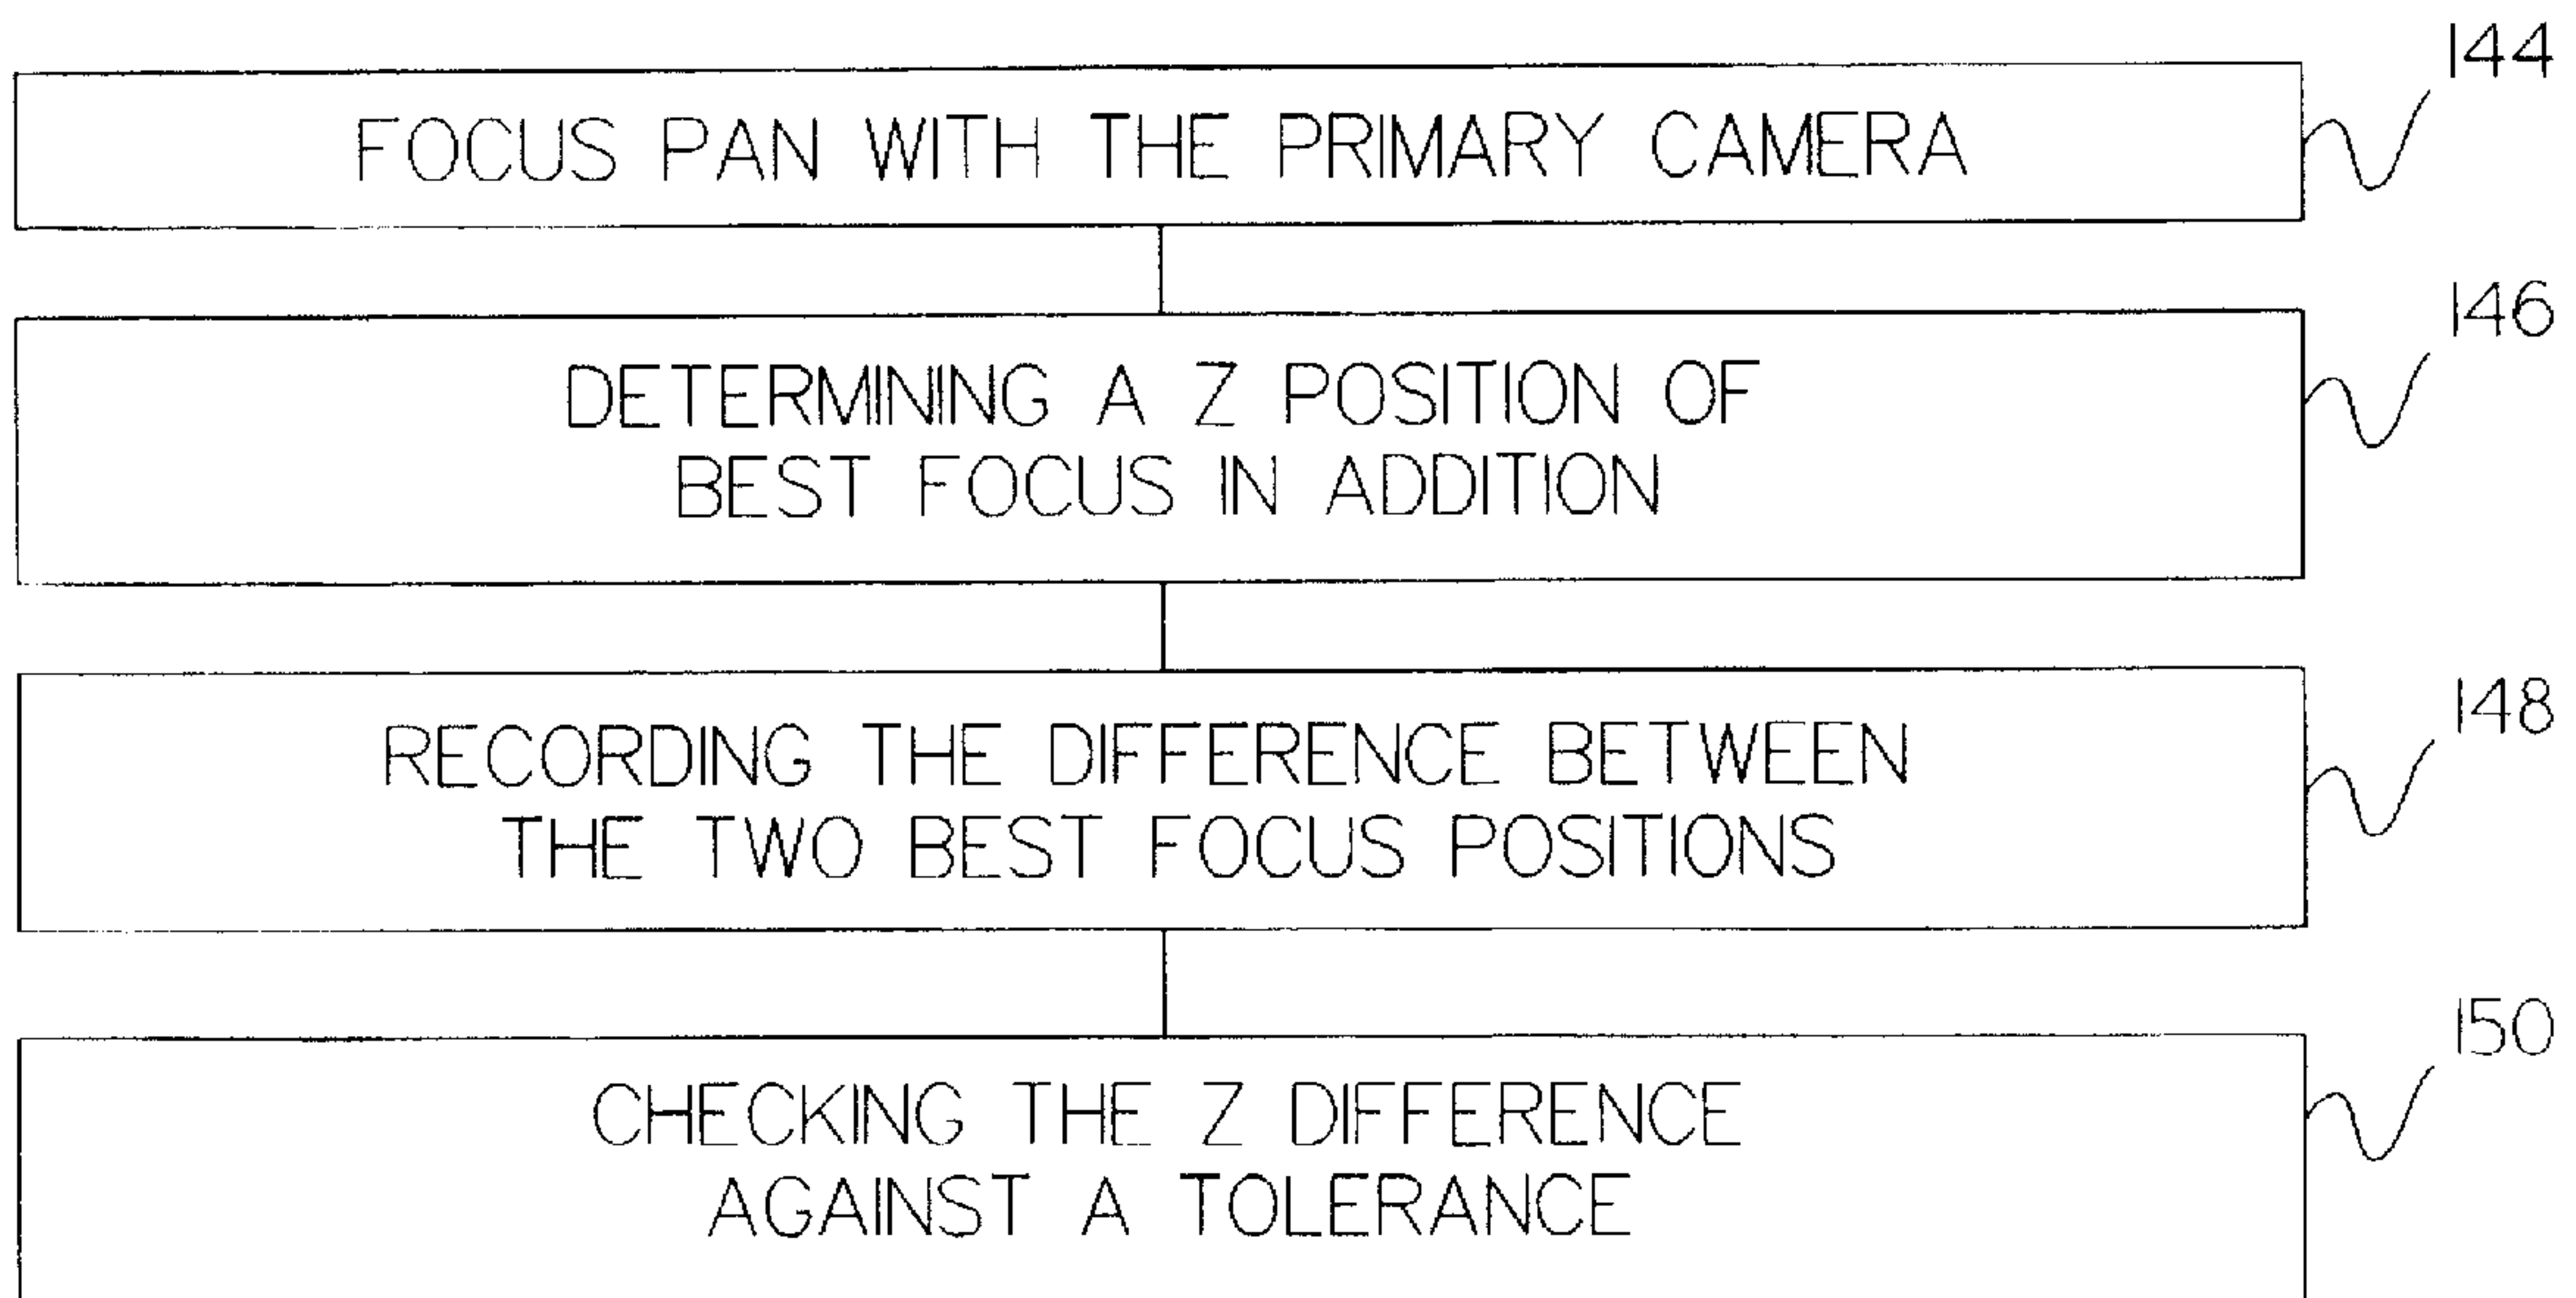 144
FOCUS PAN WITH THE PRIMARY CAMERA
146
DETERMINING A Z POSITION OF
BEST FOCUS IN ADDITION
148
RECORDING THE DIFFERENCE BETWEEN
THE TWO BEST FOCUS POSITIONS
150
CHECKING THE Z DIFFERENCE
AGAINST A TOLERANCE